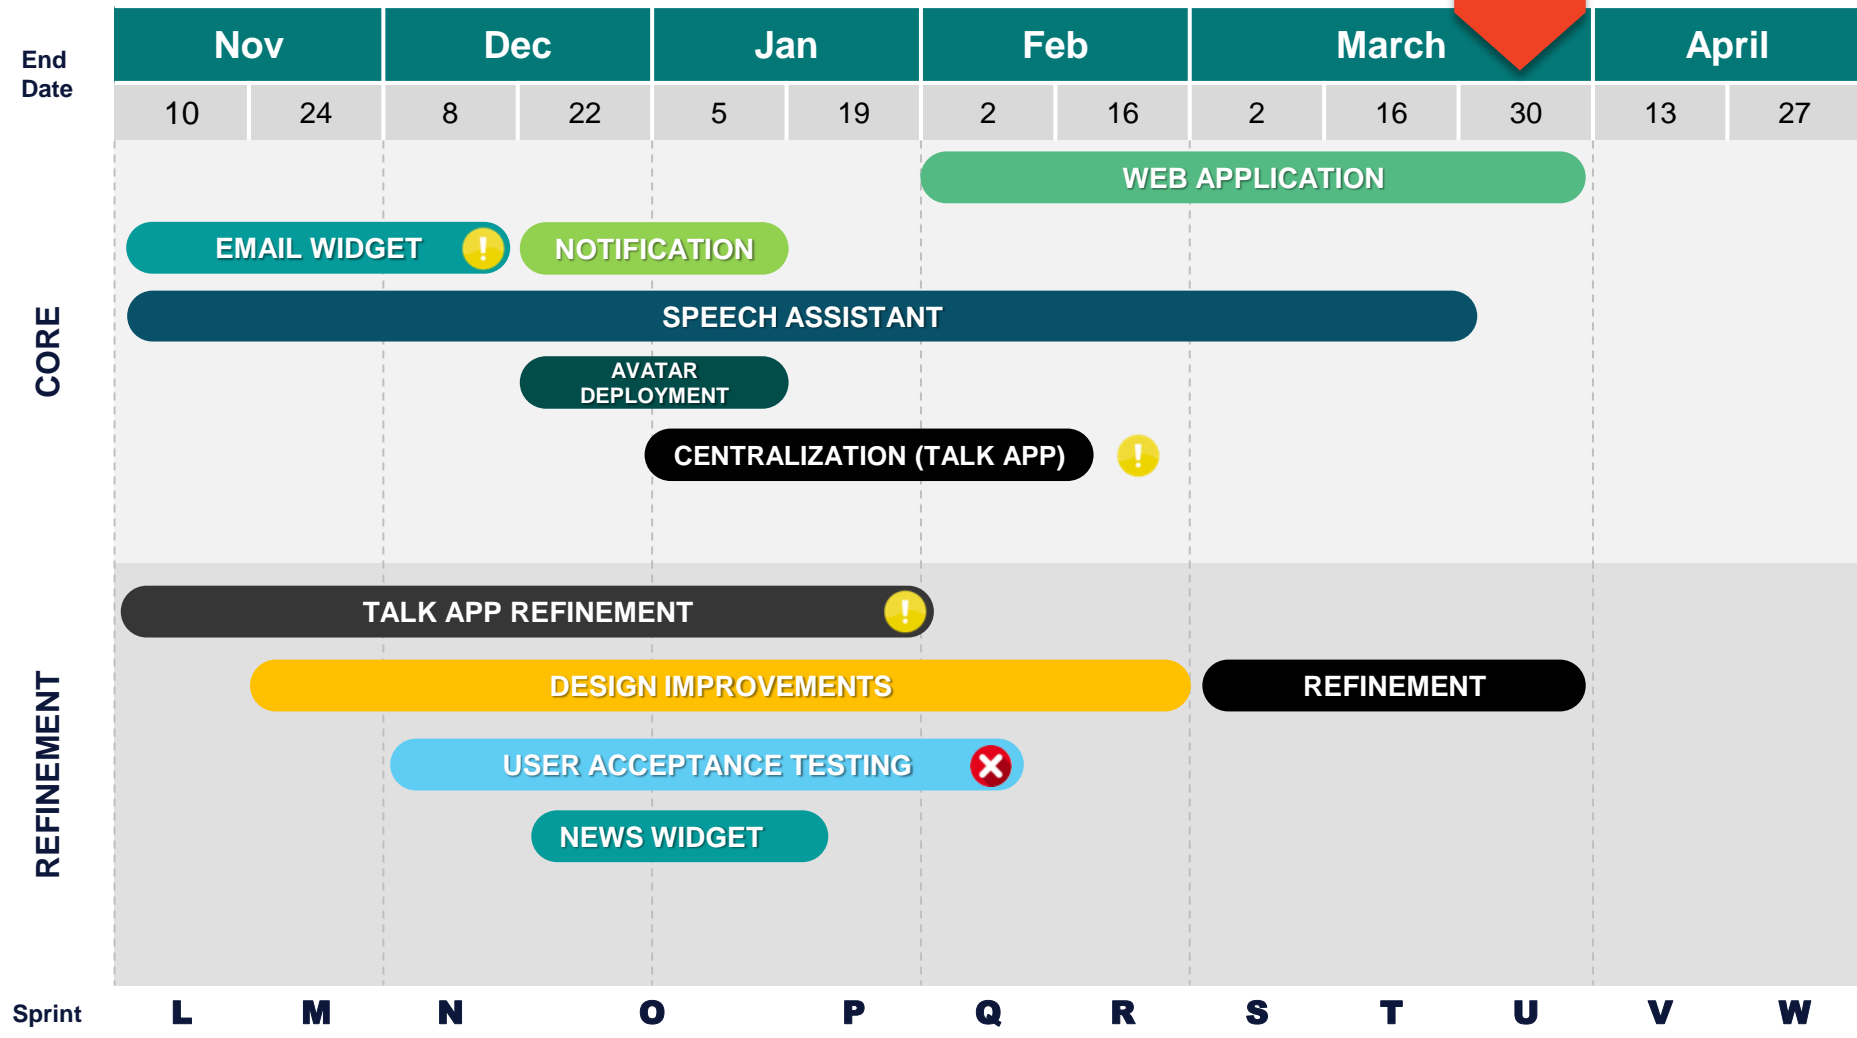 End
Date
Nov
Dec
Jan
Feb
March
April
10
24
8
22
5
19
2
16
2
16
30
13
27
CORE
WEB APPLICATION
EMAIL WIDGET
NOTIFICATION
SPEECH ASSISTANT
AVATAR
DEPLOYMENT
CENTRALIZATION (TALK APP)
REFINEMENT
TALK APP REFINEMENT
DESIGN IMPROVEMENTS
REFINEMENT
USER ACCEPTANCE TESTING
NEWS WIDGET
Sprint
L
M
N
O
P
Q
R
S
T
U
V
W